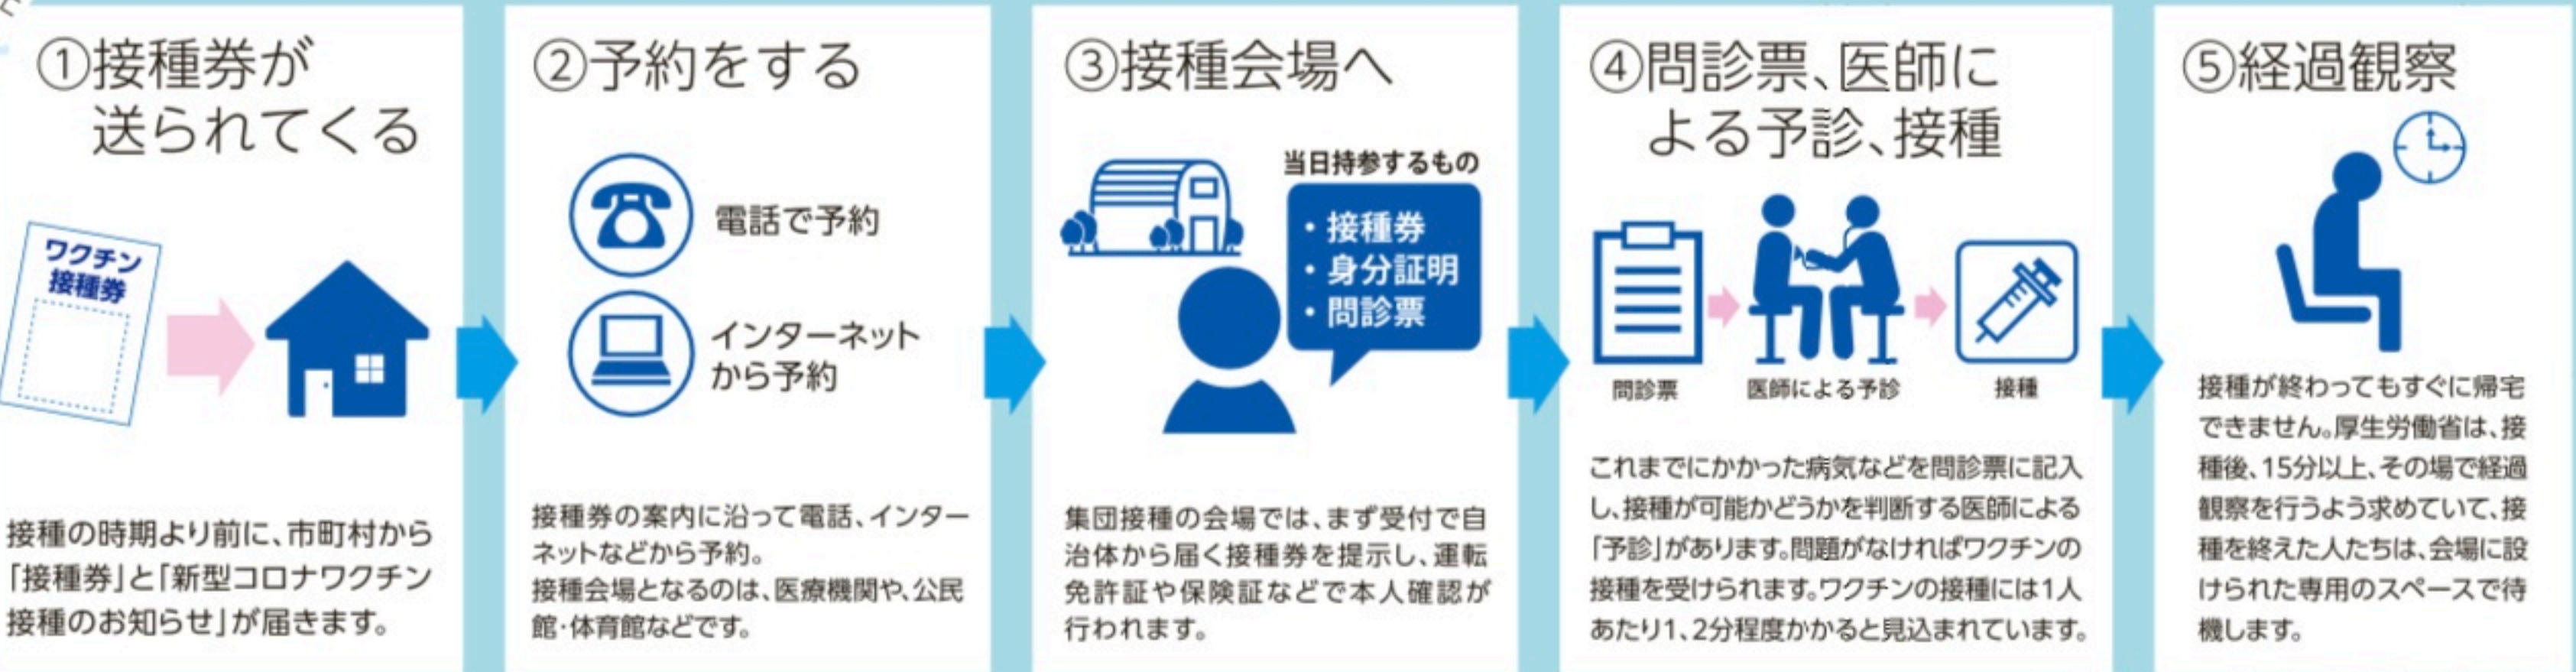 ①接種券が
送られてくる
ワクチン
接種券
接種の時期より前に、市町村から
「接種券」と「新型コロナワクチン
接種のお知らせ」が届きます。
②予約をする
電話で予約
インターネット
から予約
接種券の案内に沿って電話、インター
ネットなどから予約。
接種会場となるのは、医療機関や、公民
館・体育館などです。
③接種会場へ
当日持参するもの
・接種券
・身分証明
・問診票
集団接種の会場では、まず受付で自
治体から届く接種券を提示し、運転
免許証や保険証などで本人確認が
行われます。
④問診票、医師に
よる予診、接種
問診票
医師による予診
接種
これまでにかかった病気などを問診票に記入
し、接種が可能かどうかを判断する医師による
「予診」があります。問題がなければワクチンの
接種を受けられます。ワクチンの接種には1人
あたり1、2分程度かかると見込まれています。
⑤経過観察
接種が終わってもすぐに帰宅
できません。厚生労働省は、接
種後、15分以上、その場で経過
観察を行うよう求めていて、接
種を終えた人たちは、会場に設
けられた専用のスペースで待
機します。